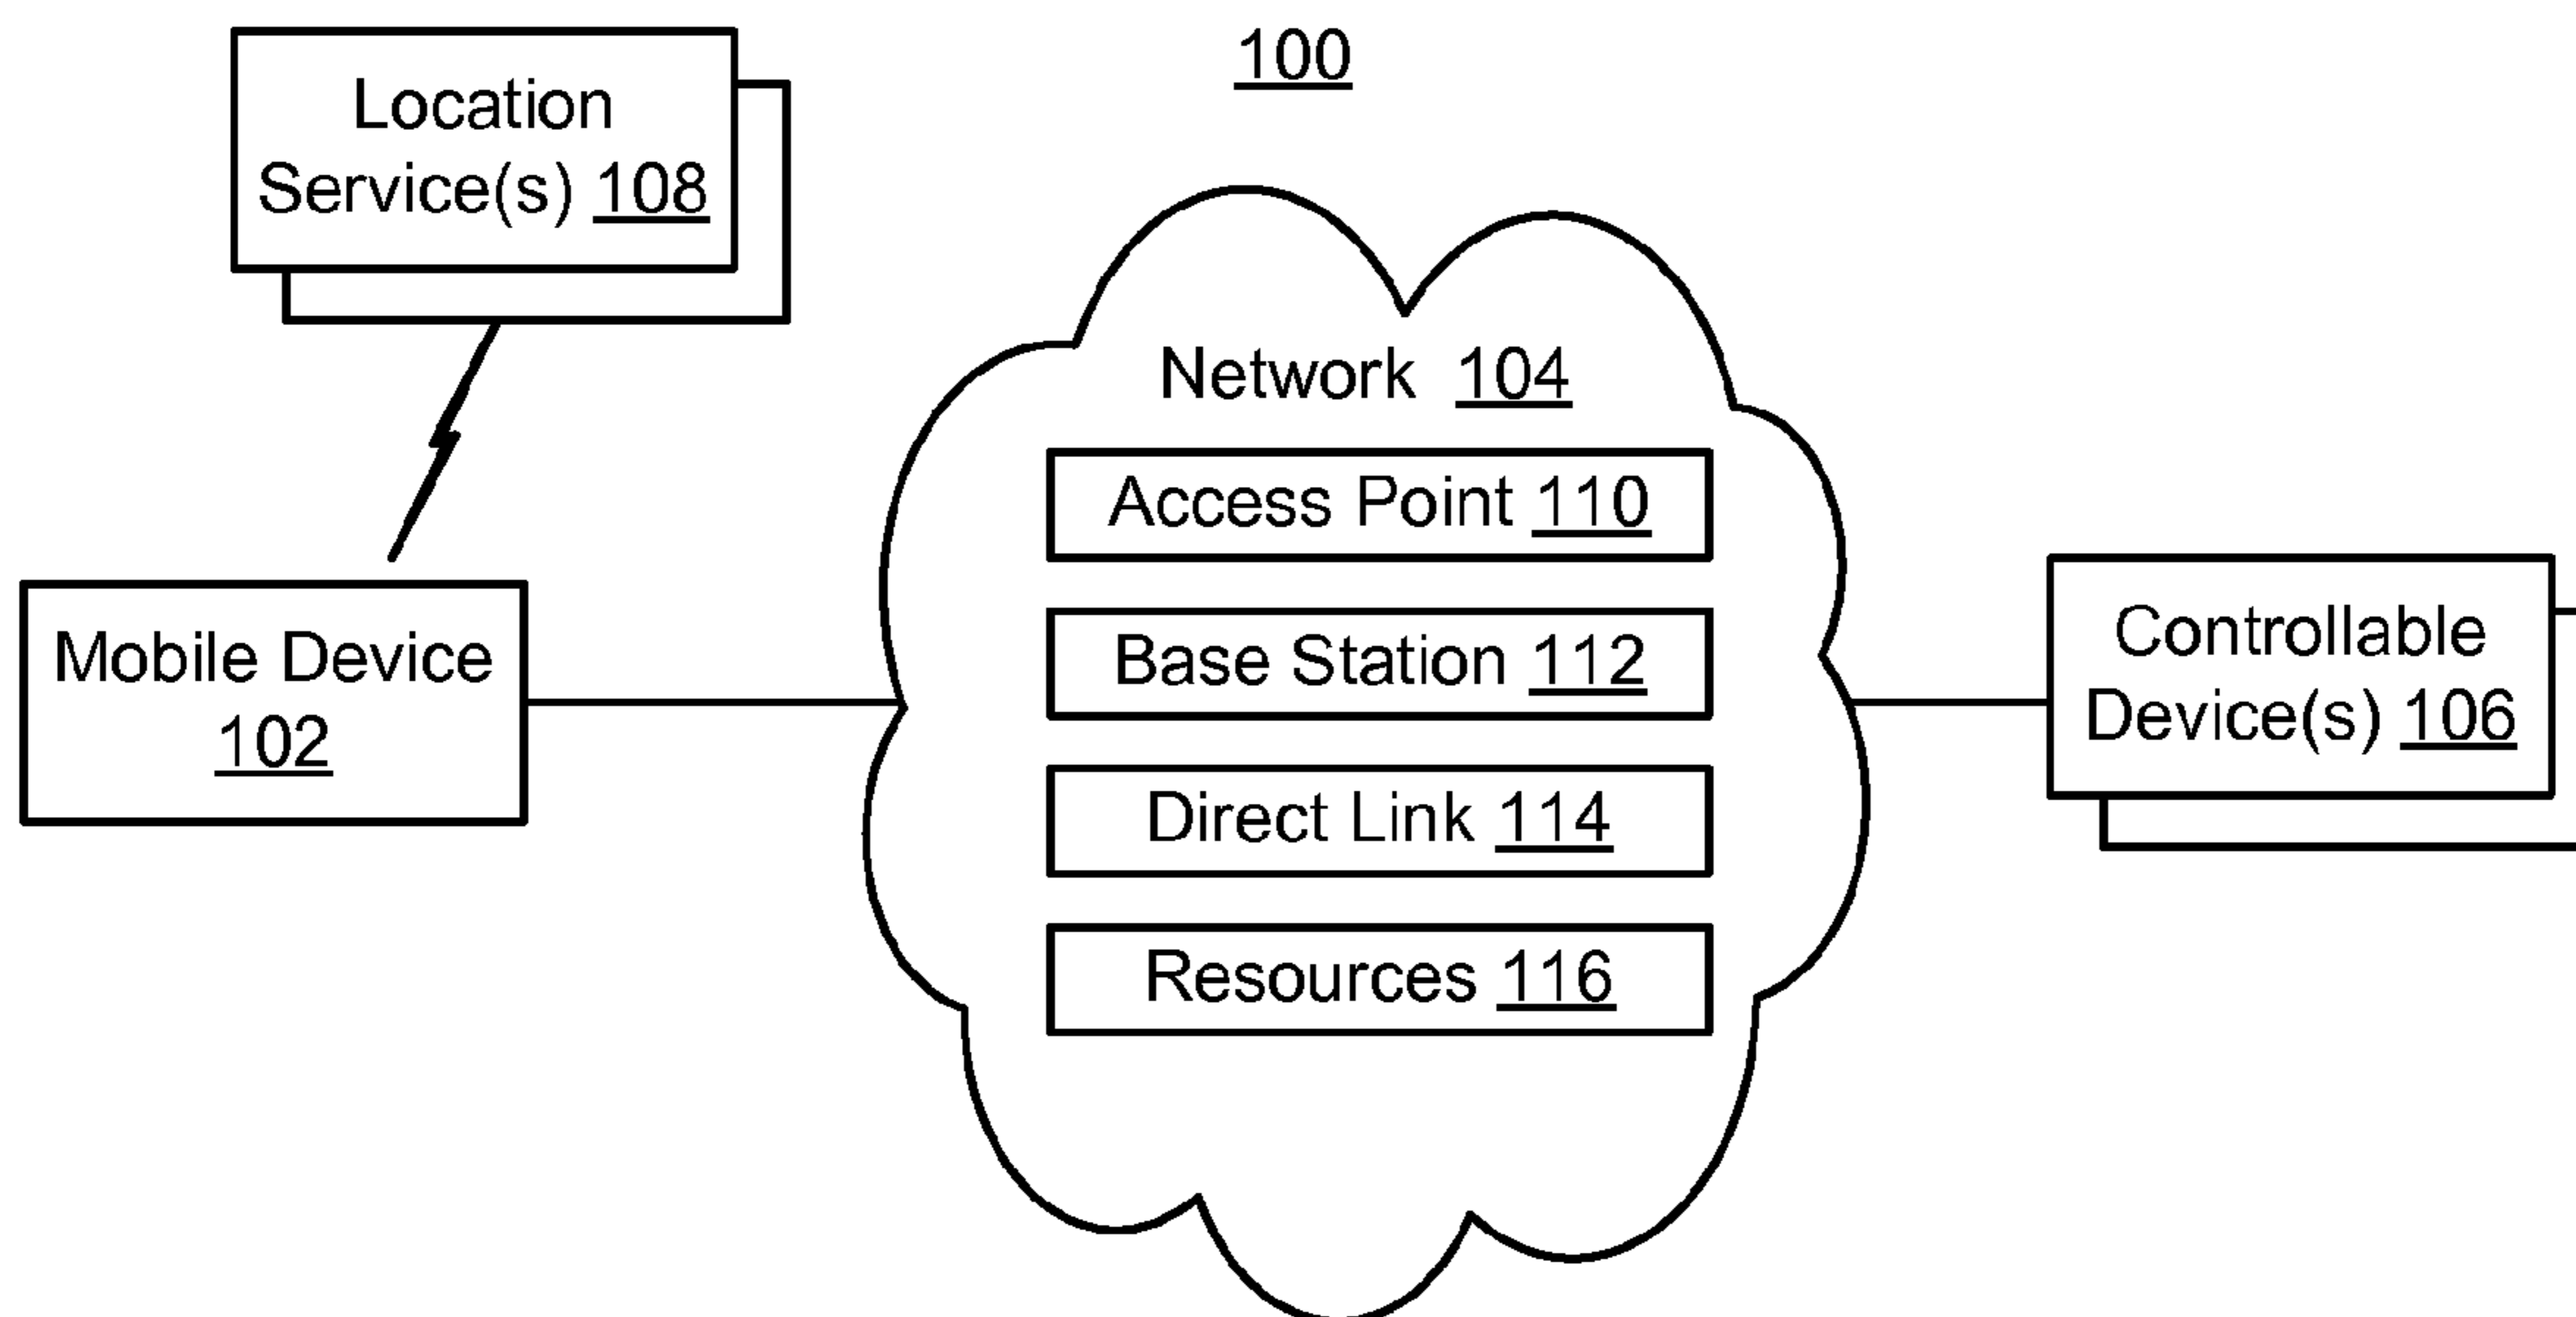 100
Location
Service(s) 108
Network 104
Access Point 110
Base Station 112
Direct Link 114
Resources 116
Mobile Device
102
Controllable
Device(s) 106